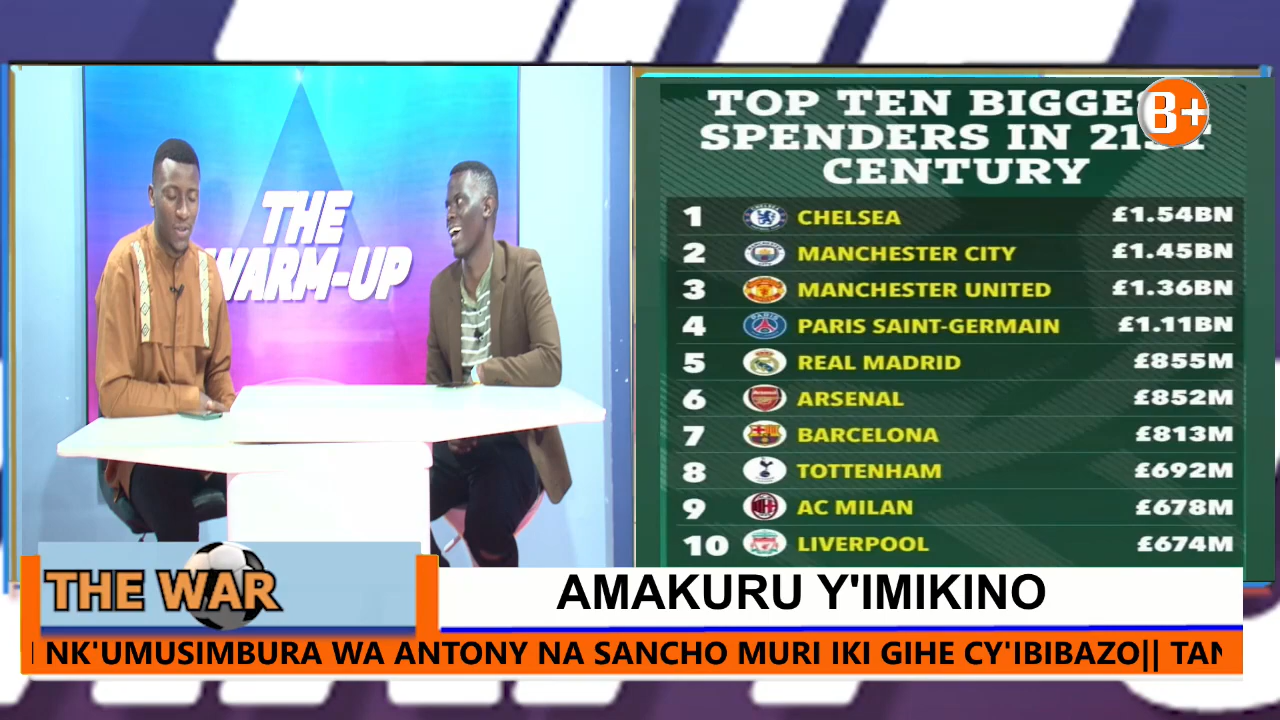 TOP TEN BIGGE
SPENDERS IN 21ST
CENTURY
B+
THE
WARM-UP
1 CHELSEA £1.54BN
2 MANCHESTER CITY £1.45BN
3 MANCHESTER UNITED £1.36BN
4 PARIS SAINT-GERMAIN £1.11BN
5 REAL MADRID £855M
6 ARSENAL £852M
7 BARCELONA £813M
8 TOTTENHAM £692M
9 AC MILAN £678M
10 LIVERPOOL £674M
THE WAR
AMAKURU Y'IMIKINO
NK'UMUSIMBURA WA ANTONY NA SANCHO MURI IKI GIHE CY'IBIBAZO|| TAN